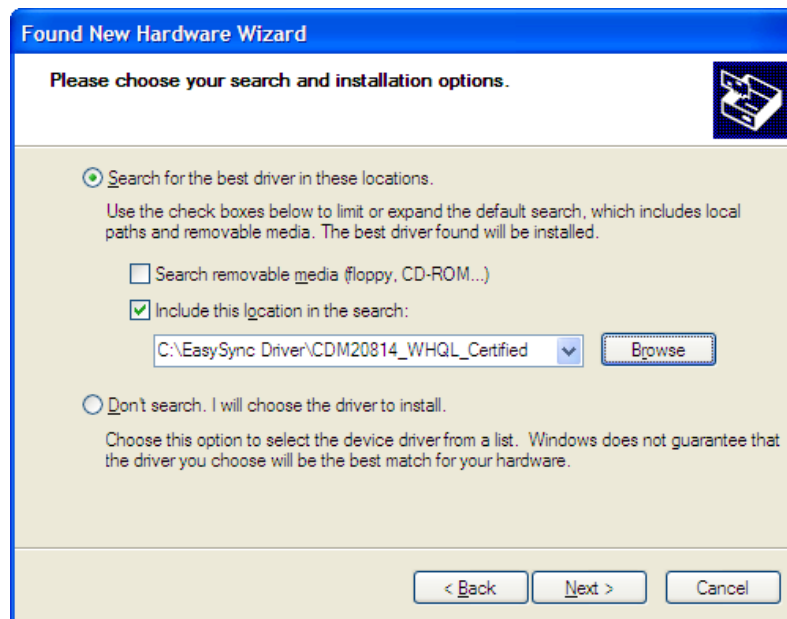 Found New Hardware Wizard
Please choose your search and installation options.
Search for the best driver in these locations.
Use the check boxes below to limit or expand the default search, which includes local
paths and removable media. The best driver found will be installed.
Search removable media (floppy, CD-ROM...)
Include this location in the search:
C:\EasySync Driver\CDM20814_WHQL_Certified
Browse
Don't search. I will choose the driver to install.
Choose this option to select the device driver from a list. Windows does not guarantee that
the driver you choose will be the best match for your hardware.
< Back Next > Cancel